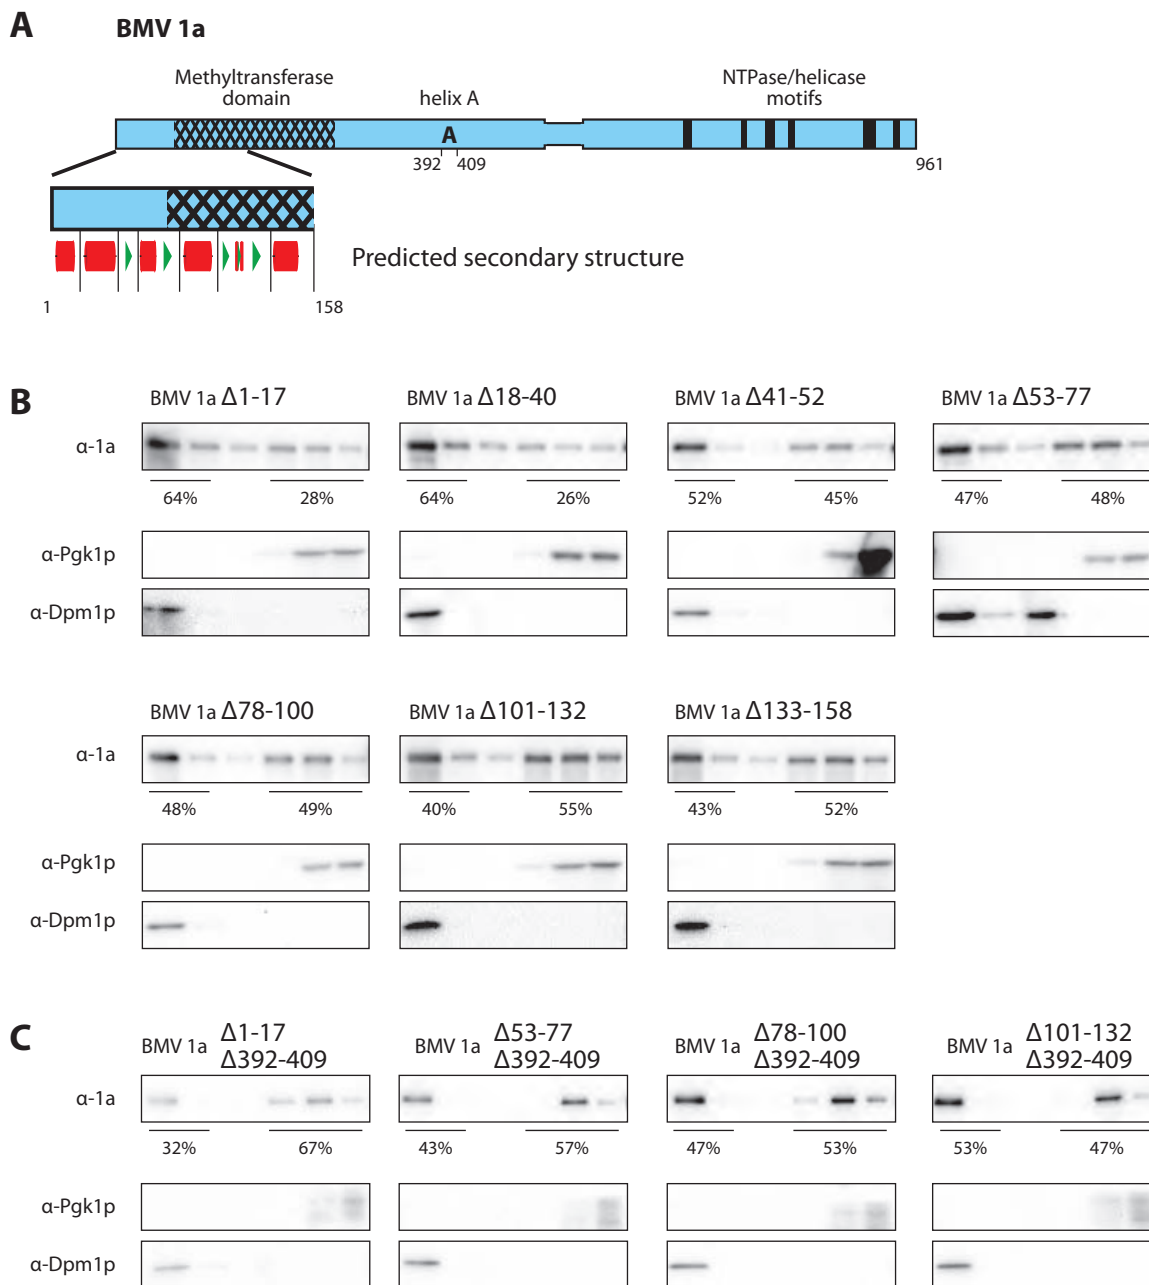 A
BMV 1a
Methyltransferase
domain
helix A
NTPase/helicase
motifs
A
392
409
961
Predicted secondary structure
1
158
B
BMV 1a Δ1-17
BMV 1a Δ18-40
BMV 1a Δ41-52
BMV 1a Δ53-77
α-1a
64%
28%
64%
26%
52%
45%
47%
48%
α-Pgk1p
α-Dpm1p
BMV 1a Δ78-100
BMV 1a Δ101-132
BMV 1a Δ133-158
α-1a
48%
49%
40%
55%
43%
52%
α-Pgk1p
α-Dpm1p
C
BMV 1a Δ1-17
Δ392-409
BMV 1a Δ53-77
Δ392-409
BMV 1a Δ78-100
Δ392-409
BMV 1a Δ101-132
Δ392-409
α-1a
32%
67%
43%
57%
47%
53%
53%
47%
α-Pgk1p
α-Dpm1p